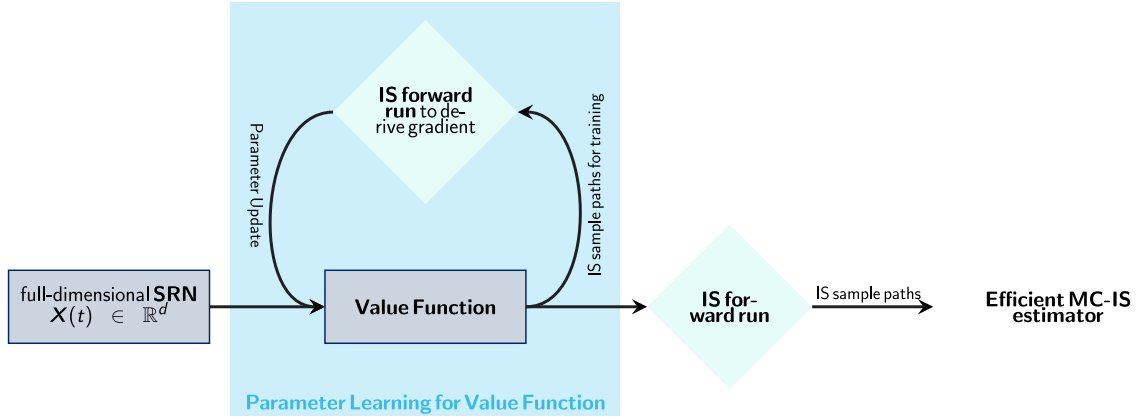 IS forward
run to de-
rive gradient
Parameter Update
IS sample paths for training
full-dimensional SRN
X(t) ∈ ℝ^d
Value Function
IS for-
ward run
IS sample paths
Efficient MC-IS
estimator
Parameter Learning for Value Function